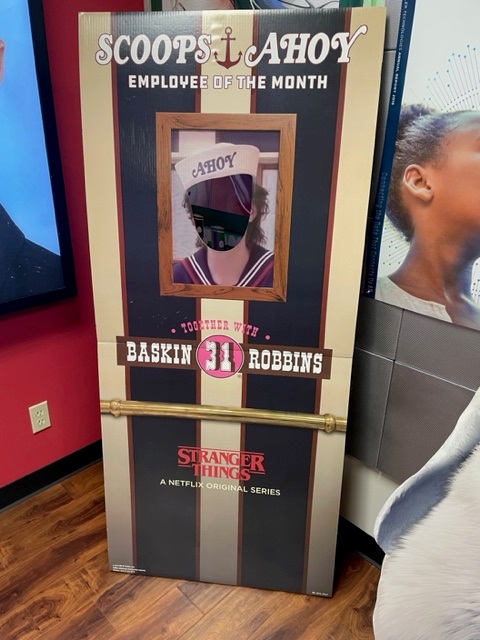 SCOOPS AHOY
EMPLOYEE OF THE MONTH
AHOY
• TOGETHER WITH •
BASKIN 31 ROBBINS
STRANGER
THINGS
A NETFLIX ORIGINAL SERIES